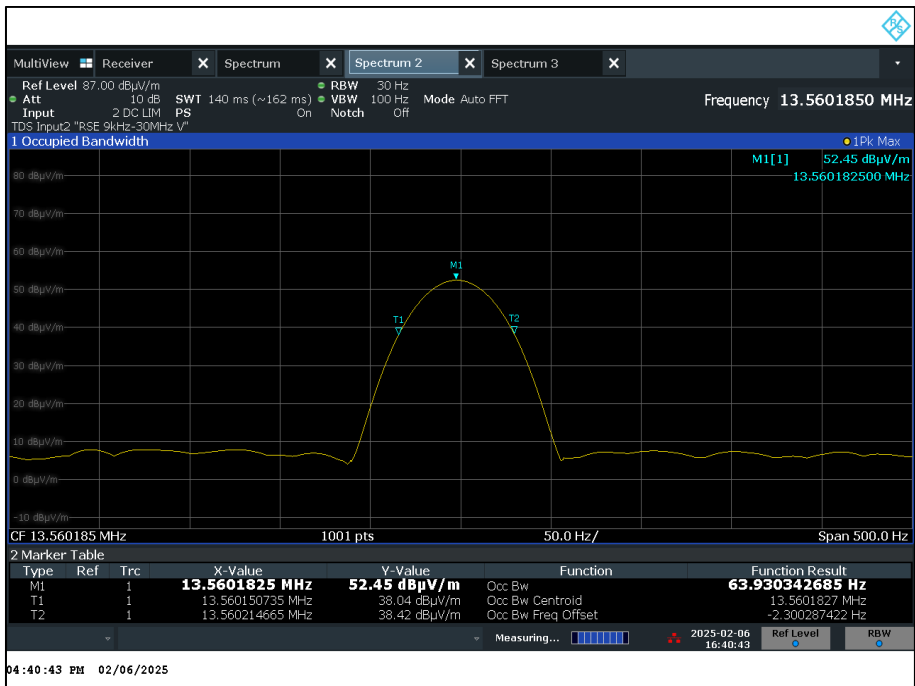 R&S
MultiView Receiver X Spectrum X Spectrum 2 X Spectrum 3 X
Ref Level 87.00 dBµV/m RBW 30 Hz
Att 10 dB SWT 140 ms (~162 ms) VBW 100 Hz Mode Auto FFT Frequency 13.5601850 MHz
Input 2 DC LIM PS On Notch Off
TDS Input2 "RSE 9kHz-30MHz V"
1 Occupied Bandwidth 1Pk Max
M1[1] 52.45 dBµV/m
13.560182500 MHz
80 dBµV/m
70 dBµV/m
60 dBµV/m
M1
50 dBµV/m
T1 T2
40 dBµV/m
30 dBµV/m
20 dBµV/m
10 dBµV/m
0 dBµV/m
-10 dBµV/m
CF 13.560185 MHz 1001 pts 50.0 Hz/ Span 500.0 Hz
2 Marker Table
Type Ref Trc X-Value Y-Value Function Function Result
M1 1 13.5601825 MHz 52.45 dBµV/m Occ Bw 63.930342685 Hz
T1 1 13.560150735 MHz 38.04 dBµV/m Occ Bw Centroid 13.5601827 MHz
T2 1 13.560214665 MHz 38.42 dBµV/m Occ Bw Freq Offset -2.300287422 Hz
Measuring... 2025-02-06 Ref Level RBW
16:40:43
04:40:43 PM 02/06/2025